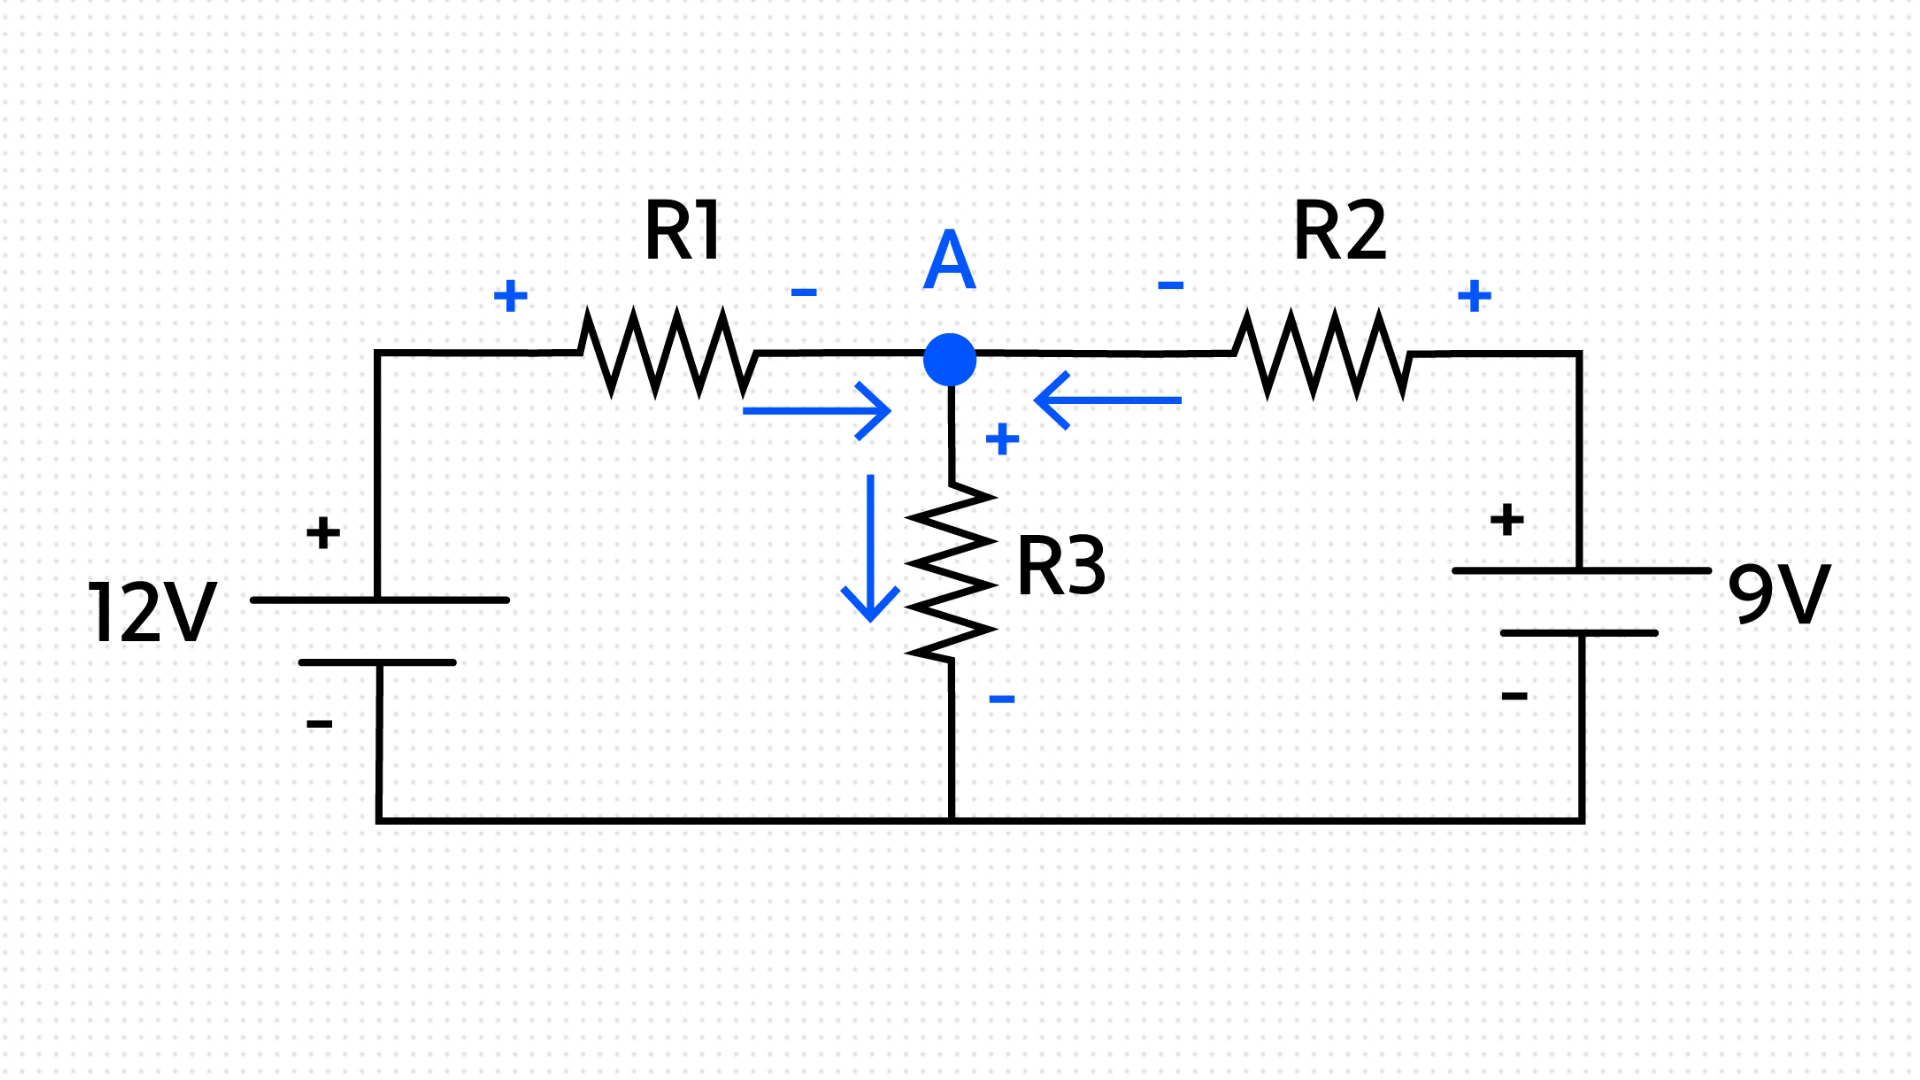 R1
A
R2
+
-
-
+
+
+
+
12V
R3
9V
-
-
-